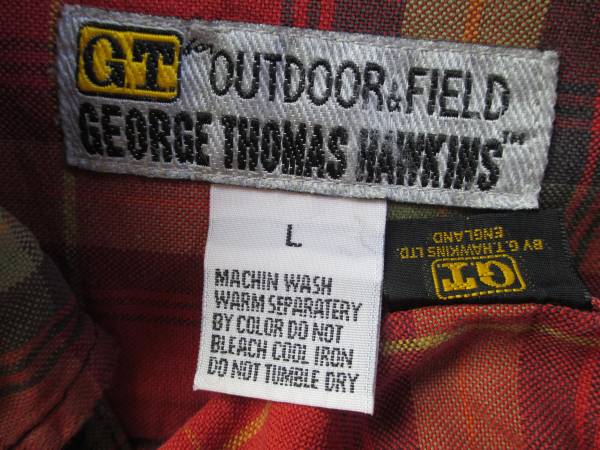 GT for OUTDOOR & FIELD
GEORGE THOMAS HAWKINS™
L
MACHIN WASH
WARM SEPARATERY
BY COLOR DO NOT
BLEACH COOL IRON
DO NOT TUMBLE DRY
GT
BY G.T.HAWKINS LTD.
ENGLAND